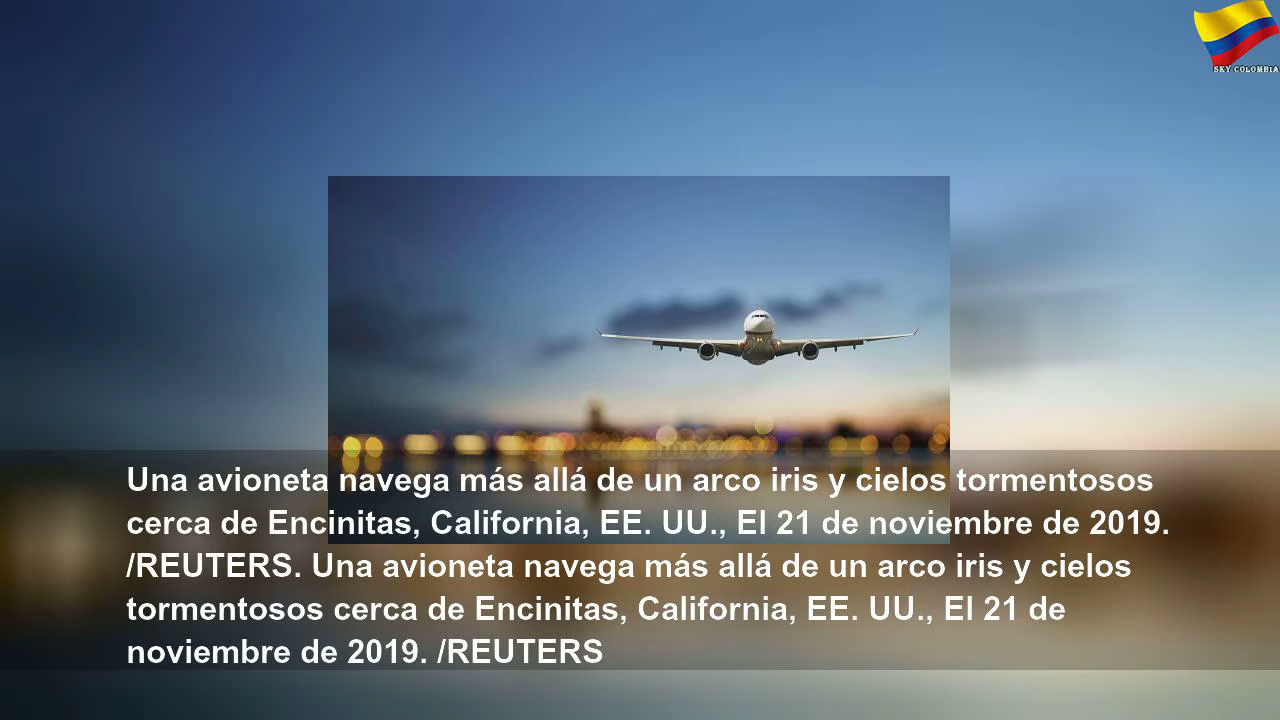 SKY COLOMBIA
Una avioneta navega más allá de un arco iris y cielos tormentosos
cerca de Encinitas, California, EE. UU., El 21 de noviembre de 2019.
/REUTERS. Una avioneta navega más allá de un arco iris y cielos
tormentosos cerca de Encinitas, California, EE. UU., El 21 de
noviembre de 2019. /REUTERS